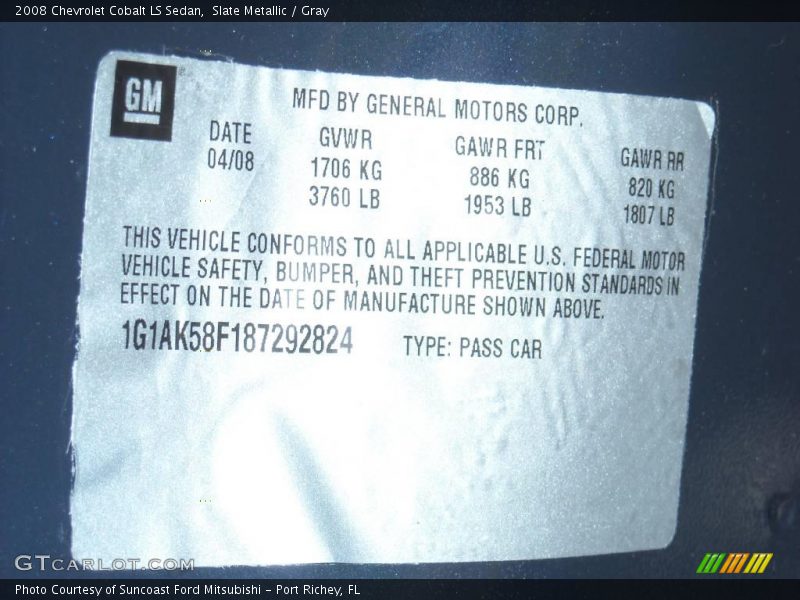 2008 Chevrolet Cobalt LS Sedan,  Slate Metallic / Gray
GM
MFD BY GENERAL MOTORS CORP.
DATE GVWR GAWR FRT GAWR RR
04/08 1706 KG 886 KG 820 KG
3760 LB 1953 LB 1807 LB
THIS VEHICLE CONFORMS TO ALL APPLICABLE U.S. FEDERAL MOTOR
VEHICLE SAFETY, BUMPER, AND THEFT PREVENTION STANDARDS IN
EFFECT ON THE DATE OF MANUFACTURE SHOWN ABOVE.
1G1AK58F187292824 TYPE: PASS CAR
GTcarlot.com
Photo Courtesy of Suncoast Ford Mitsubishi – Port Richey, FL